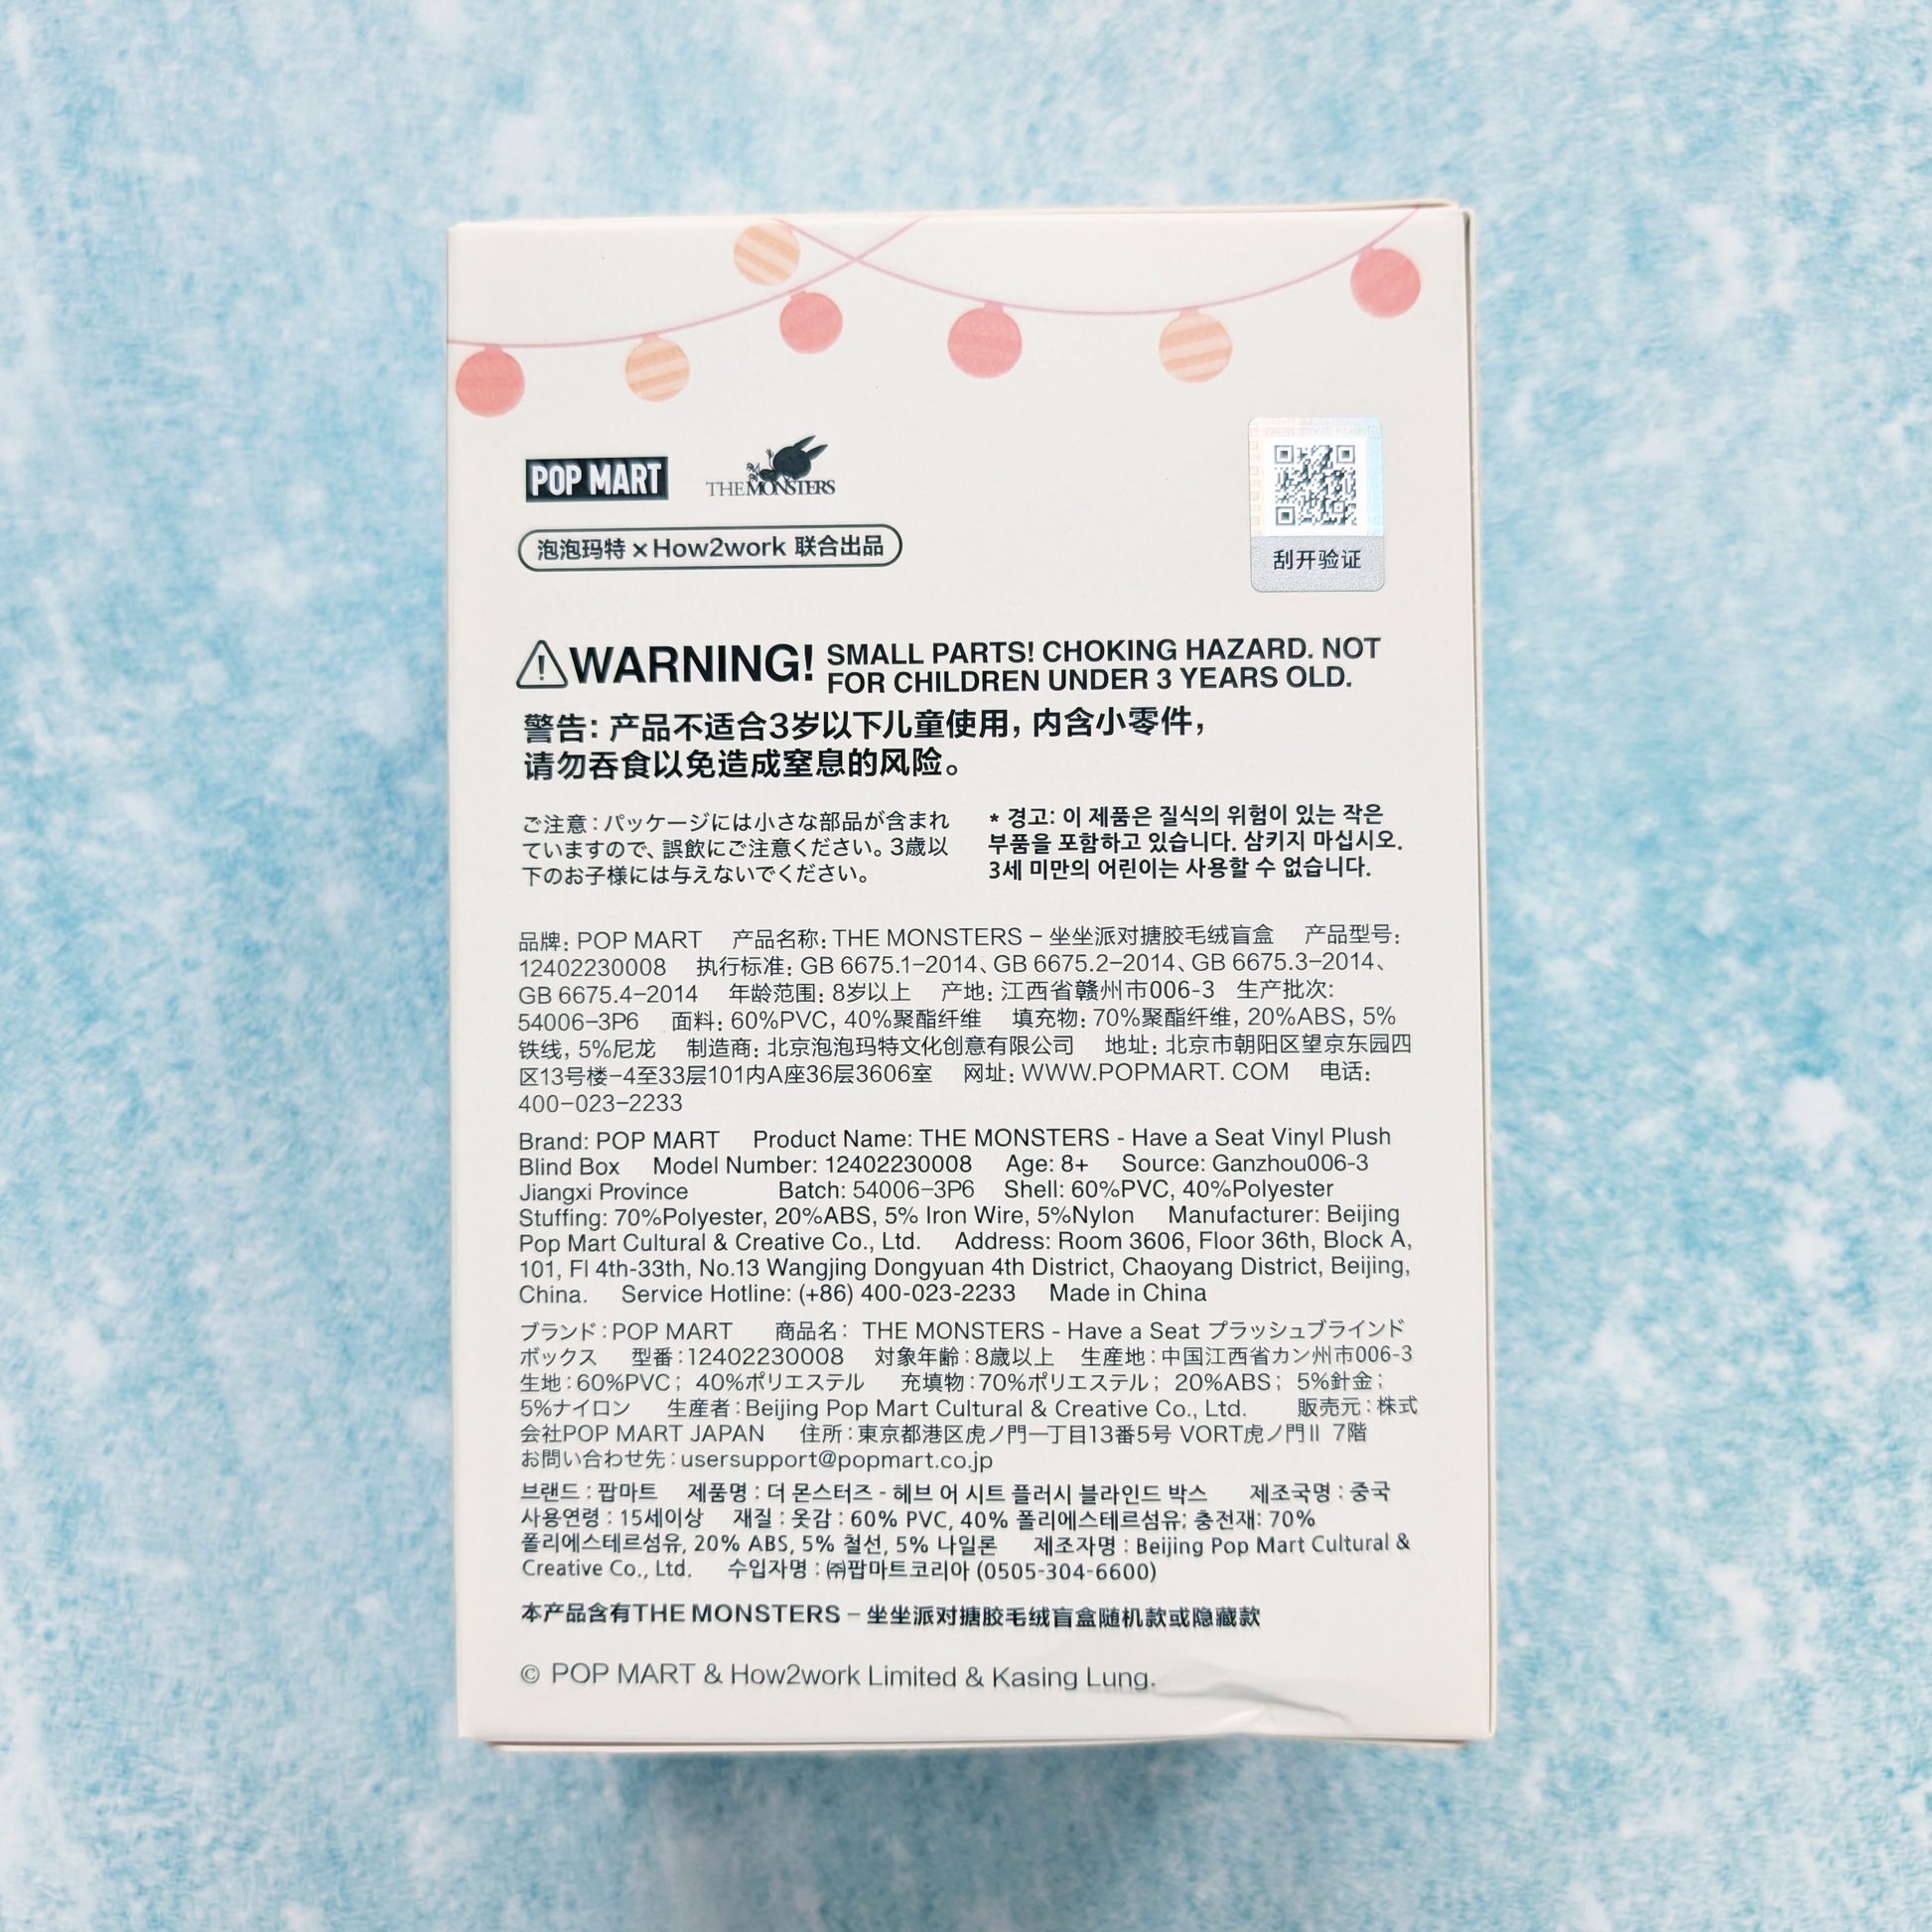 POP MART
THE MONSTERS
泡泡玛特 × How2work 联合出品
刮开验证
WARNING! SMALL PARTS! CHOKING HAZARD. NOT
FOR CHILDREN UNDER 3 YEARS OLD.
警告: 产品不适合3岁以下儿童使用, 内含小零件,
请勿吞食以免造成窒息的风险。
ご注意:パッケージには小さな部品が含まれ
ていますので、誤飲にご注意ください。3歳以
下のお子様には与えないでください。
* 경고: 이 제품은 질식의 위험이 있는 작은
부품을 포함하고 있습니다. 삼키지 마십시오.
3세 미만의 어린이는 사용할 수 없습니다.
品牌: POP MART 产品名称: THE MONSTERS – 坐坐派对搪胶毛绒盲盒 产品型号:
12402230008 执行标准: GB 6675.1–2014、GB 6675.2–2014、GB 6675.3–2014、
GB 6675.4–2014 年龄范围: 8岁以上 产地: 江西省赣州市006-3 生产批次:
54006–3P6 面料: 60%PVC, 40%聚酯纤维 填充物: 70%聚酯纤维, 20%ABS, 5%
铁线, 5%尼龙 制造商: 北京泡泡玛特文化创意有限公司 地址: 北京市朝阳区望京东园四
区13号楼–4至33层101内A座36层3606室 网址: WWW.POPMART. COM 电话:
400–023–2233
Brand: POP MART Product Name: THE MONSTERS - Have a Seat Vinyl Plush
Blind Box Model Number: 12402230008 Age: 8+ Source: Ganzhou006-3
Jiangxi Province Batch: 54006–3P6 Shell: 60%PVC, 40%Polyester
Stuffing: 70%Polyester, 20%ABS, 5% Iron Wire, 5%Nylon Manufacturer: Beijing
Pop Mart Cultural & Creative Co., Ltd. Address: Room 3606, Floor 36th, Block A,
101, Fl 4th-33th, No.13 Wangjing Dongyuan 4th District, Chaoyang District, Beijing,
China. Service Hotline: (+86) 400-023-2233 Made in China
ブランド:POP MART 商品名: THE MONSTERS - Have a Seat プラッシュブラインド
ボックス 型番:12402230008 対象年齢:8歳以上 生産地:中国江西省カン州市006-3
生地:60%PVC; 40%ポリエステル 充填物:70%ポリエステル; 20%ABS; 5%針金;
5%ナイロン 生産者:Beijing Pop Mart Cultural & Creative Co., Ltd. 販売元:株式
会社POP MART JAPAN 住所:東京都港区虎ノ門一丁目13番5号 VORT虎ノ門II 7階
お問い合わせ先:usersupport@popmart.co.jp
브랜드 : 팝마트 제품명 : 더 몬스터즈 - 헤브 어 시트 플러시 블라인드 박스 제조국명 : 중국
사용연령 : 15세이상 재질 : 옷감 : 60% PVC, 40% 폴리에스테르섬유; 충전재: 70%
폴리에스테르섬유, 20% ABS, 5% 철선, 5% 나일론 제조자명 : Beijing Pop Mart Cultural &
Creative Co., Ltd. 수입자명 : ㈜팝마트코리아 (0505-304-6600)
本产品含有THE MONSTERS – 坐坐派对搪胶毛绒盲盒随机款或隐藏款
© POP MART & How2work Limited & Kasing Lung.